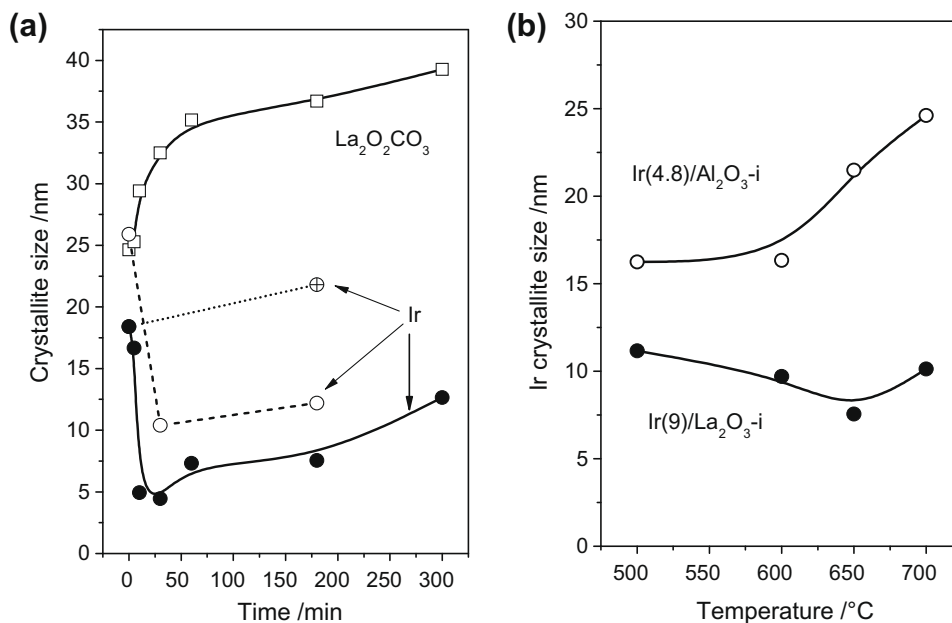 (a)
40
35
30
25
20
15
10
5
0
Crystallite size /nm
La₂O₂CO₃
Ir
0 50 100 150 200 250 300
Time /min
(b)
30
25
20
15
10
5
0
Ir crystallite size /nm
Ir(4.8)/Al₂O₃-i
Ir(9)/La₂O₃-i
500 550 600 650 700
Temperature /°C